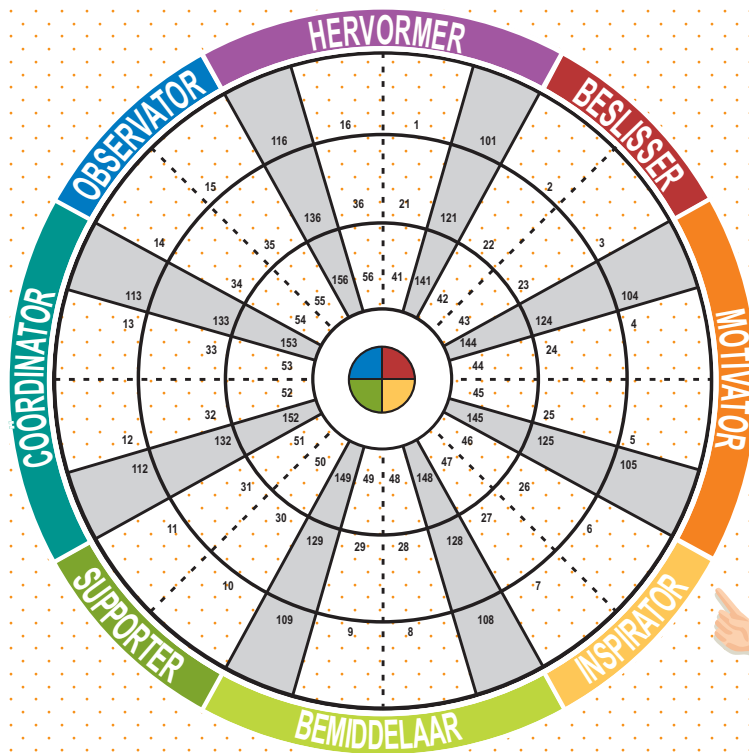 HERVORMER
BESLISSER
MOTIVATOR
INSPIRATOR
BEMIDDELAAR
SUPPORTER
COÖRDINATOR
OBSERVATOR
116 16 1 101
15 136 36 21 121 2
14 35 156 56 41 141 22 3
113 34 55 42 23 104
13 133 54 43 124 4
33 153 53 44 144 24
32 152 52 45 145 25
12 132 51 46 125 5
112 31 50 149 49 48 148 47 26 105
11 30 129 29 28 128 27 6
10 109 9 8 108 7